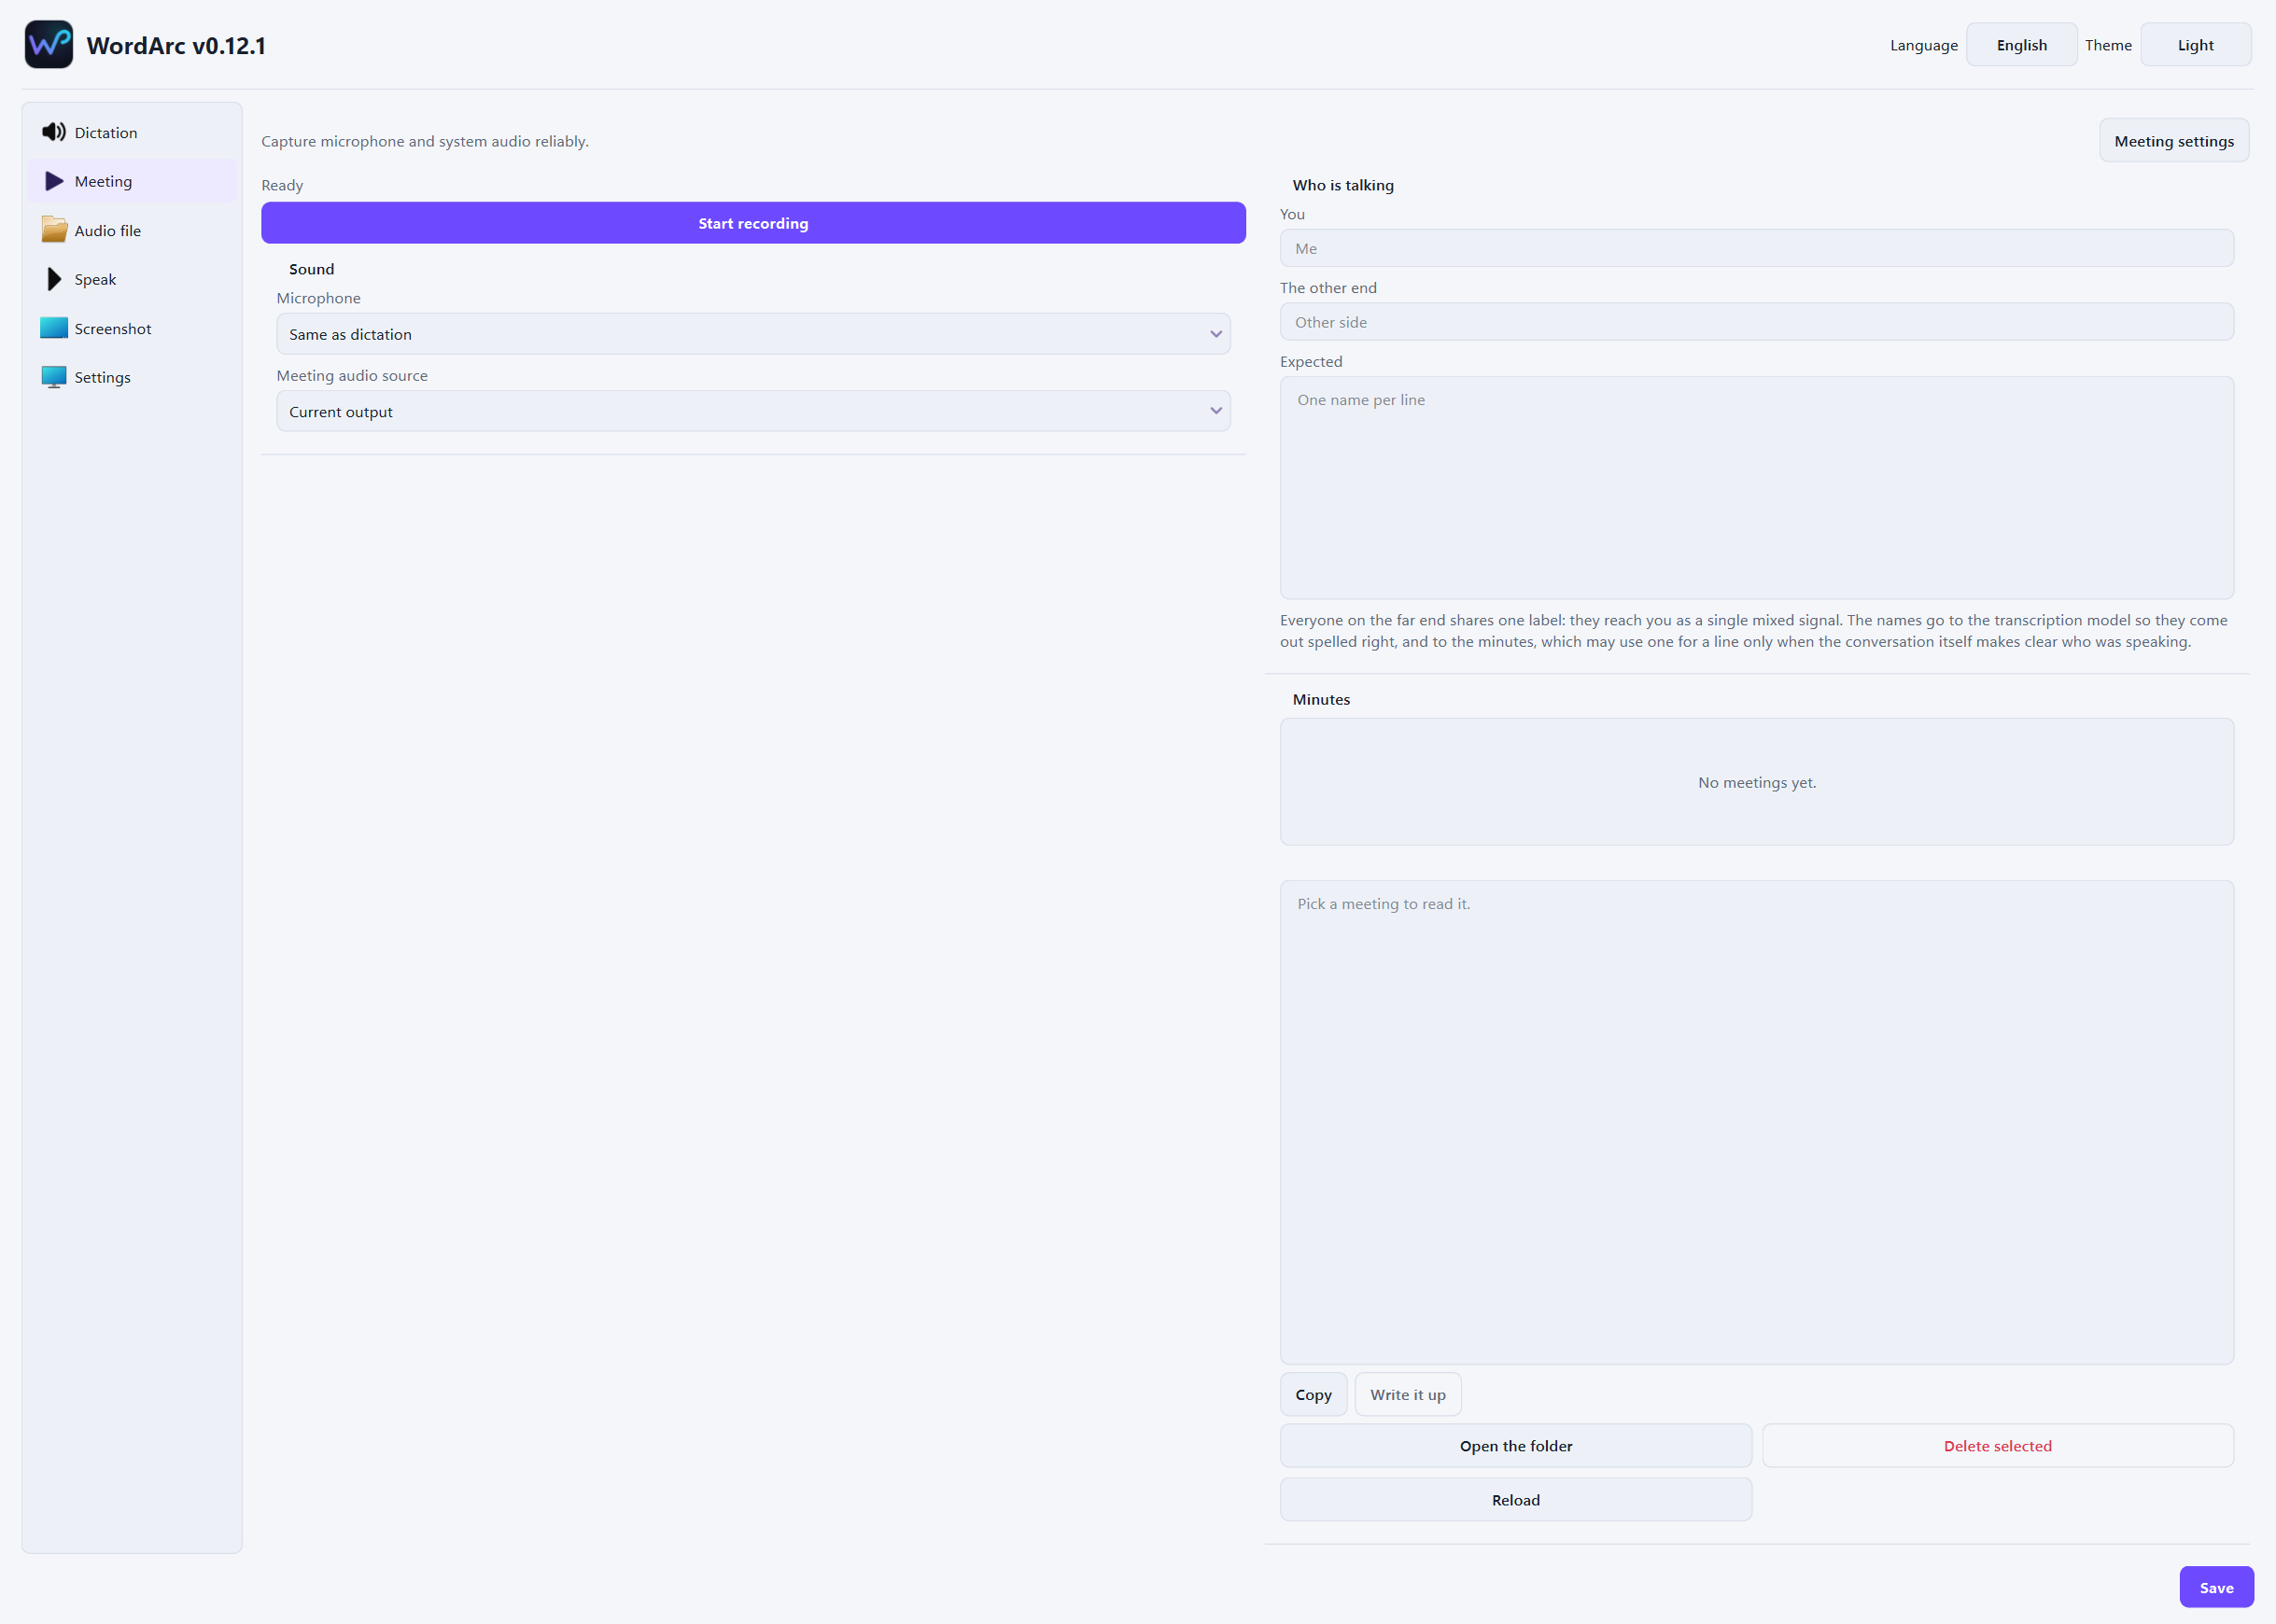 WordArc v0.12.1
Language
English
Theme
Light
Dictation
Meeting
Audio file
Speak
Screenshot
Settings
Capture microphone and system audio reliably.
Meeting settings
Ready
Start recording
Sound
Microphone
Same as dictation
Meeting audio source
Current output
Who is talking
You
Me
The other end
Other side
Expected
One name per line
Everyone on the far end shares one label: they reach you as a single mixed signal. The names go to the transcription model so they come
out spelled right, and to the minutes, which may use one for a line only when the conversation itself makes clear who was speaking.
Minutes
No meetings yet.
Pick a meeting to read it.
Copy
Write it up
Open the folder
Delete selected
Reload
Save